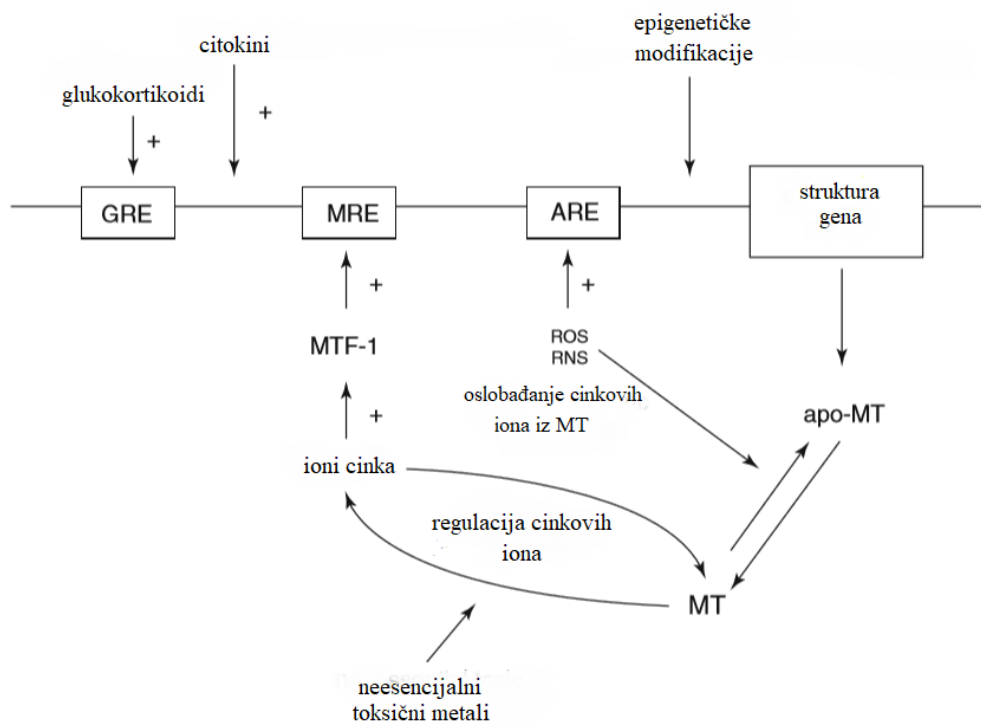 epigenetičke
modifikacije
citokini
glukokortikoidi
+
+
GRE
MRE
ARE
struktura
gena
+
+
MTF-1
ROS
RNS
+
oslobađanje cinkovih
iona iz MT
apo-MT
ioni cinka
regulacija cinkovih
iona
MT
neesencijalni
toksični metali